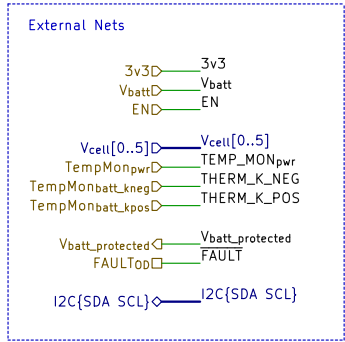 External Nets
3v3 3v3
Vbatt Vbatt
EN EN
Vcell[0..5] Vcell[0..5]
TempMonpwr TEMP_MONpwr
TempMonbatt_kneg THERM_K_NEG
TempMonbatt_kpos THERM_K_POS
Vbatt_protected Vbatt_protected
FAULTOD FAULT
I2C{SDA SCL} I2C{SDA SCL}